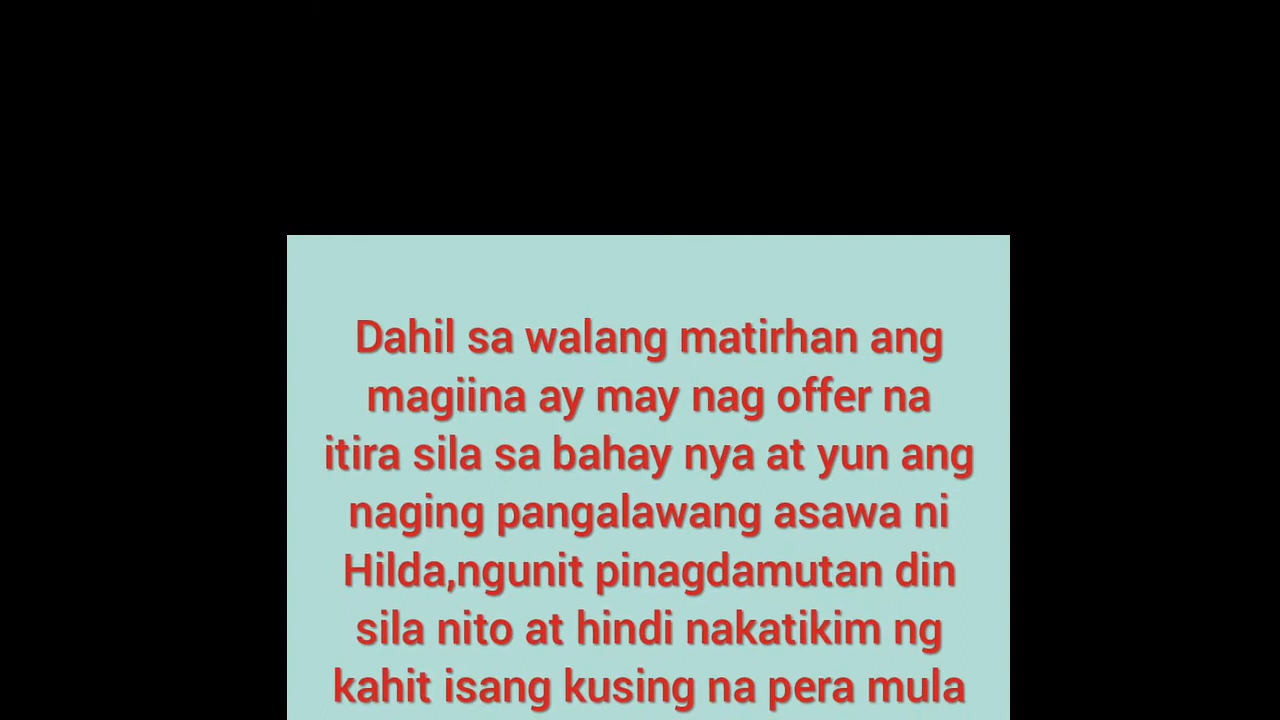 Dahil sa walang matirhan ang
magiina ay may nag offer na
itira sila sa bahay nya at yun ang
naging pangalawang asawa ni
Hilda,ngunit pinagdamutan din
sila nito at hindi nakatikim ng
kahit isang kusing na pera mula